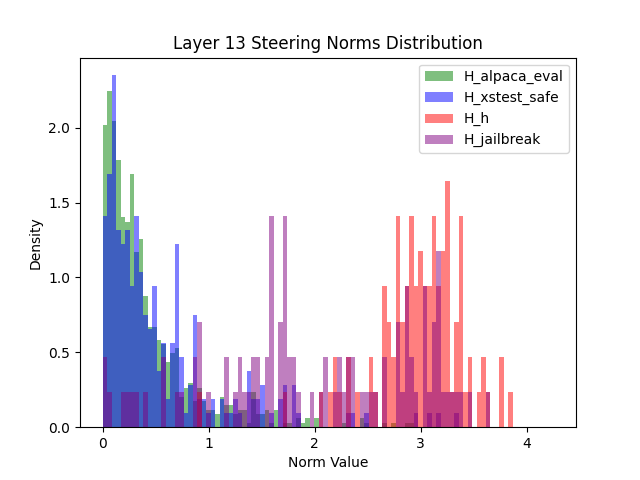 Layer 13 Steering Norms Distribution
H_alpaca_eval
H_xstest_safe
H_h
H_jailbreak
Density
2.0
1.5
1.0
0.5
0.0
0
1
2
3
4
Norm Value